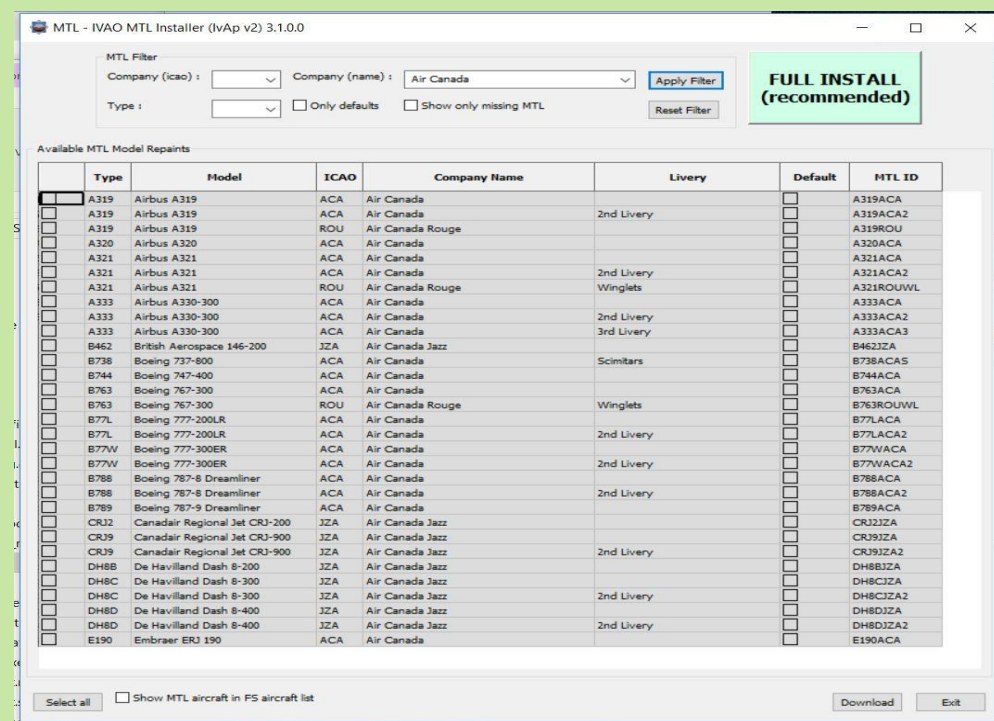 MTL - IVAO MTL Installer (IvAp v2) 3.1.0.0
MTL Filter
Company (icao) : Company (name) : Air Canada Apply Filter
Type : Only defaults Show only missing MTL Reset Filter
FULL INSTALL
(recommended)
Available MTL Model Repaints
Type Model ICAO Company Name Livery Default MTL ID
A319 Airbus A319 ACA Air Canada A319ACA
A319 Airbus A319 ACA Air Canada 2nd Livery A319ACA2
A319 Airbus A319 ROU Air Canada Rouge A319ROU
A320 Airbus A320 ACA Air Canada A320ACA
A321 Airbus A321 ACA Air Canada A321ACA
A321 Airbus A321 ACA Air Canada 2nd Livery A321ACA2
A321 Airbus A321 ROU Air Canada Rouge Winglets A321ROUWL
A333 Airbus A330-300 ACA Air Canada A333ACA
A333 Airbus A330-300 ACA Air Canada 2nd Livery A333ACA2
A333 Airbus A330-300 ACA Air Canada 3rd Livery A333ACA3
B462 British Aerospace 146-200 JZA Air Canada Jazz B462JZA
B738 Boeing 737-800 ACA Air Canada Scimitars B738ACAS
B744 Boeing 747-400 ACA Air Canada B744ACA
B763 Boeing 767-300 ACA Air Canada B763ACA
B763 Boeing 767-300 ROU Air Canada Rouge Winglets B763ROUWL
B77L Boeing 777-200LR ACA Air Canada B77LACA
B77L Boeing 777-200LR ACA Air Canada 2nd Livery B77LACA2
B77W Boeing 777-300ER ACA Air Canada B77WACA
B77W Boeing 777-300ER ACA Air Canada 2nd Livery B77WACA2
B788 Boeing 787-8 Dreamliner ACA Air Canada B788ACA
B788 Boeing 787-8 Dreamliner ACA Air Canada 2nd Livery B788ACA2
B789 Boeing 787-9 Dreamliner ACA Air Canada B789ACA
CRJ2 Canadair Regional Jet CRJ-200 JZA Air Canada Jazz CRJ2JZA
CRJ9 Canadair Regional Jet CRJ-900 JZA Air Canada Jazz CRJ9JZA
CRJ9 Canadair Regional Jet CRJ-900 JZA Air Canada Jazz 2nd Livery CRJ9JZA2
DH8B De Havilland Dash 8-200 JZA Air Canada Jazz DH8BJZA
DH8C De Havilland Dash 8-300 JZA Air Canada Jazz DH8CJZA
DH8C De Havilland Dash 8-300 JZA Air Canada Jazz 2nd Livery DH8CJZA2
DH8D De Havilland Dash 8-400 JZA Air Canada Jazz DH8DJZA
DH8D De Havilland Dash 8-400 JZA Air Canada Jazz 2nd Livery DH8DJZA2
E190 Embraer ERJ 190 ACA Air Canada E190ACA
Select all Show MTL aircraft in FS aircraft list Download Exit